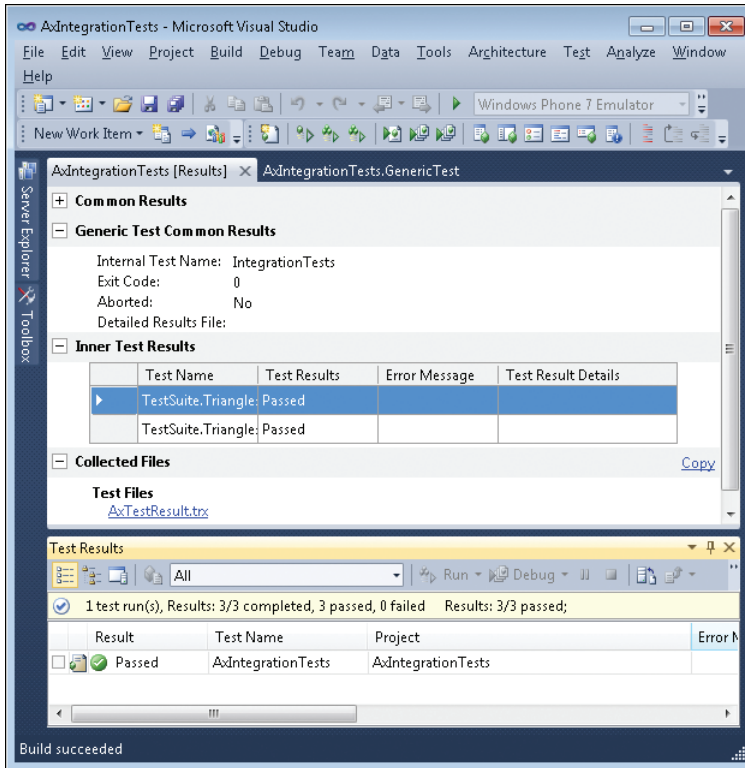 AxIntegrationTests - Microsoft Visual Studio
File Edit View Project Build Debug Team Data Tools Architecture Test Analyze Window
Help
Windows Phone 7 Emulator
New Work Item
AxIntegrationTests [Results] AxIntegrationTests.GenericTest
Server Explorer
Toolbox
Common Results
Generic Test Common Results
Internal Test Name: IntegrationTests
Exit Code: 0
Aborted: No
Detailed Results File:
Inner Test Results
Test Name Test Results Error Message Test Result Details
TestSuite.Triangle Passed
TestSuite.Triangle Passed
Collected Files Copy
Test Files
AxTestResult.trx
Test Results
All Run Debug
1 test run(s), Results: 3/3 completed, 3 passed, 0 failed Results: 3/3 passed;
Result Test Name Project Error
Passed AxIntegrationTests AxIntegrationTests
Build succeeded